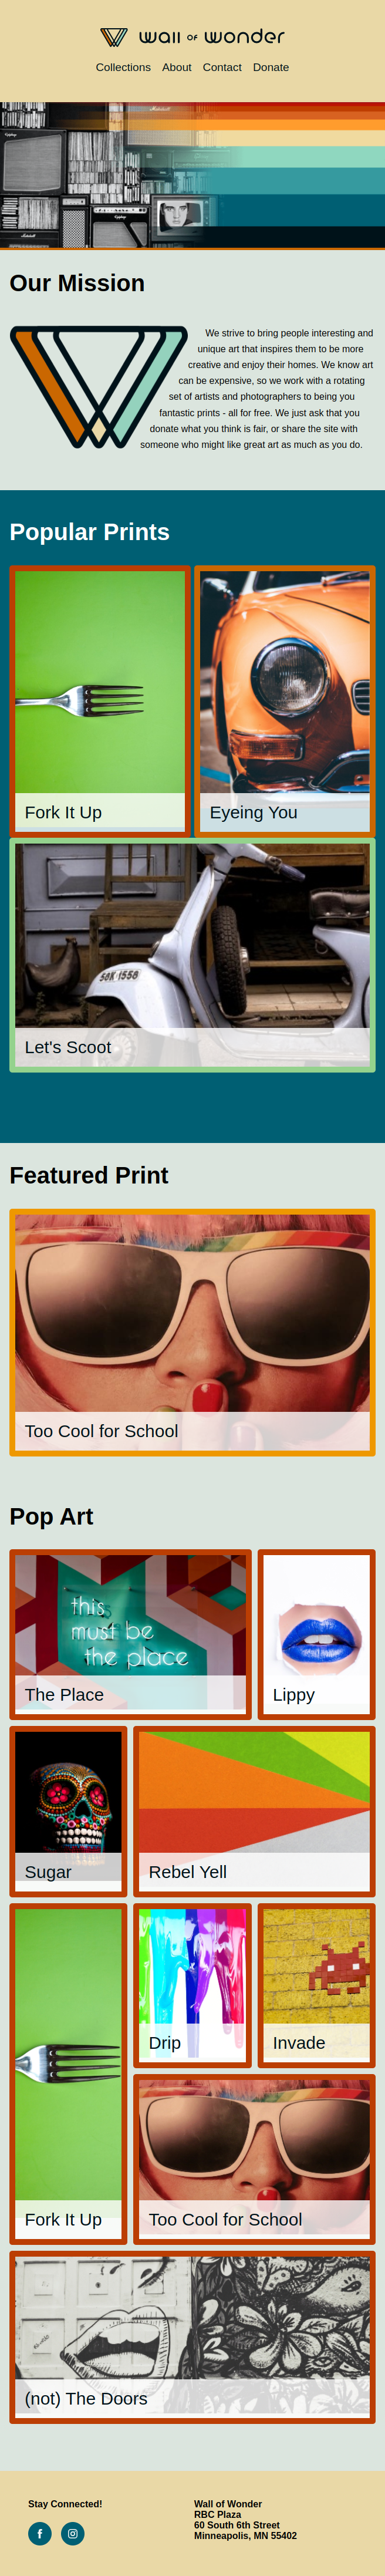 wall of wonder
Collections About Contact Donate
Our Mission
We strive to bring people interesting and
unique art that inspires them to be more
creative and enjoy their homes. We know art
can be expensive, so we work with a rotating
set of artists and photographers to being you
fantastic prints - all for free. We just ask that you
donate what you think is fair, or share the site with
someone who might like great art as much as you do.
Popular Prints
Fork It Up
Eyeing You
58K·1558
Let's Scoot
Featured Print
Too Cool for School
Pop Art
this
must be
the place
The Place
Lippy
Sugar
Rebel Yell
Drip
Invade
Fork It Up
Too Cool for School
(not) The Doors
Stay Connected!
Wall of Wonder
RBC Plaza
60 South 6th Street
Minneapolis, MN 55402